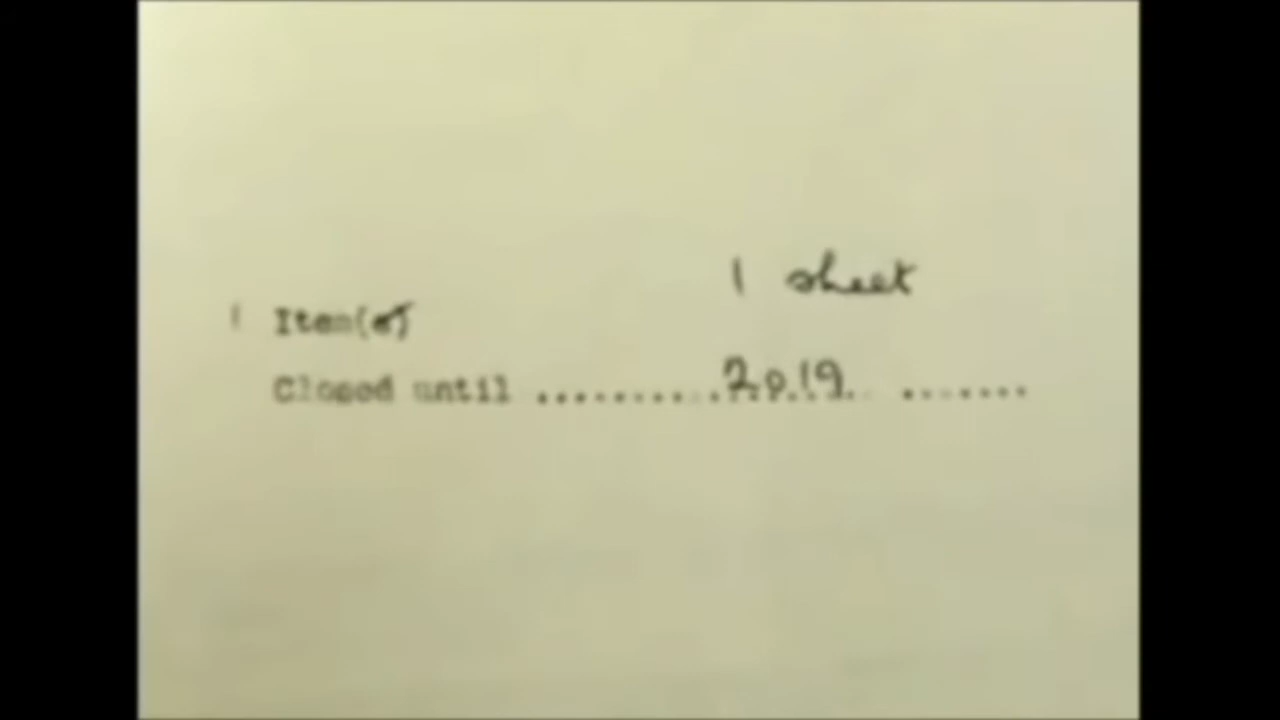 1 sheet
1 Item(s)
Closed until .......... 2019 .......